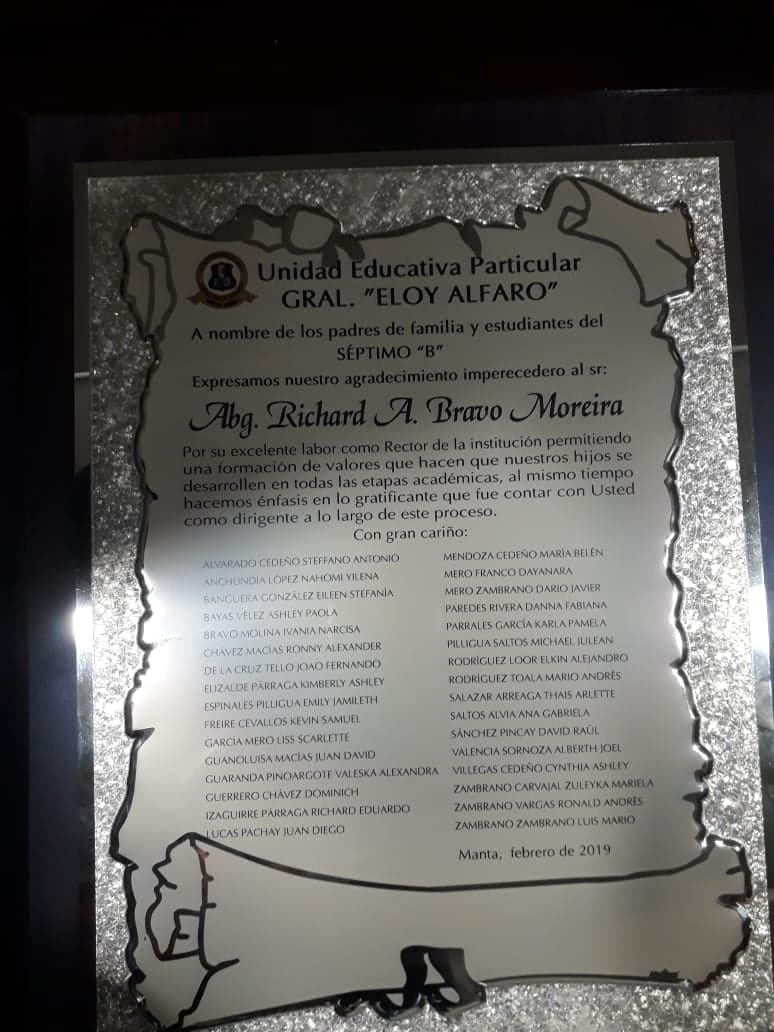 Unidad Educativa Particular
GRAL. "ELOY ALFARO"
A nombre de los padres de familia y estudiantes del
SÉPTIMO "B"
Expresamos nuestro agradecimiento imperecedero al sr:
Abg. Richard A. Bravo Moreira
Por su excelente labor como Rector de la institución permitiendo
una formación de valores que hacen que nuestros hijos se
desarrollen en todas las etapas académicas, al mismo tiempo
hacemos énfasis en lo gratificante que fue contar con Usted
como dirigente a lo largo de este proceso.
Con gran cariño:
ALVARADO CEDEÑO STEFFANO ANTONIO
ANCHUNDIA LÓPEZ NAHOMI YILENA
BANGUERA GONZÁLEZ EILEEN STEFANÍA
BAYAS VÉLEZ ASHLEY PAOLA
BRAVO MOLINA IVANIA NARCISA
CHÁVEZ MACÍAS RONNY ALEXANDER
DE LA CRUZ TELLO JOAO FERNANDO
ELIZALDE PÁRRAGA KIMBERLY ASHLEY
ESPINALES PILLIGUA EMILY JAMILETH
FREIRE CEVALLOS KEVIN SAMUEL
GARCÍA MERO LISS SCARLETTE
GUANOLUISA MACÍAS JUAN DAVID
GUARANDA PINOARGOTE VALESKA ALEXANDRA
GUERRERO CHÁVEZ DOMINICH
IZAGUIRRE PÁRRAGA RICHARD EDUARDO
LUCAS PACHAY JUAN DIEGO
MENDOZA CEDEÑO MARÍA BELÉN
MERO FRANCO DAYANARA
MERO ZAMBRANO DARIO JAVIER
PAREDES RIVERA DANNA FABIANA
PARRALES GARCÍA KARLA PAMELA
PILLIGUA SALTOS MICHAEL JULEAN
RODRÍGUEZ LOOR ELKIN ALEJANDRO
RODRÍGUEZ TOALA MARIO ANDRÉS
SALAZAR ARREAGA THAIS ARLETTE
SALTOS ALVIA ANA GABRIELA
SÁNCHEZ PINCAY DAVID RAÚL
VALENCIA SORNOZA ALBERTH JOEL
VILLEGAS CEDEÑO CYNTHIA ASHLEY
ZAMBRANO CARVAJAL ZULEYKA MARIELA
ZAMBRANO VARGAS RONALD ANDRÉS
ZAMBRANO ZAMBRANO LUIS MARIO
Manta, febrero de 2019